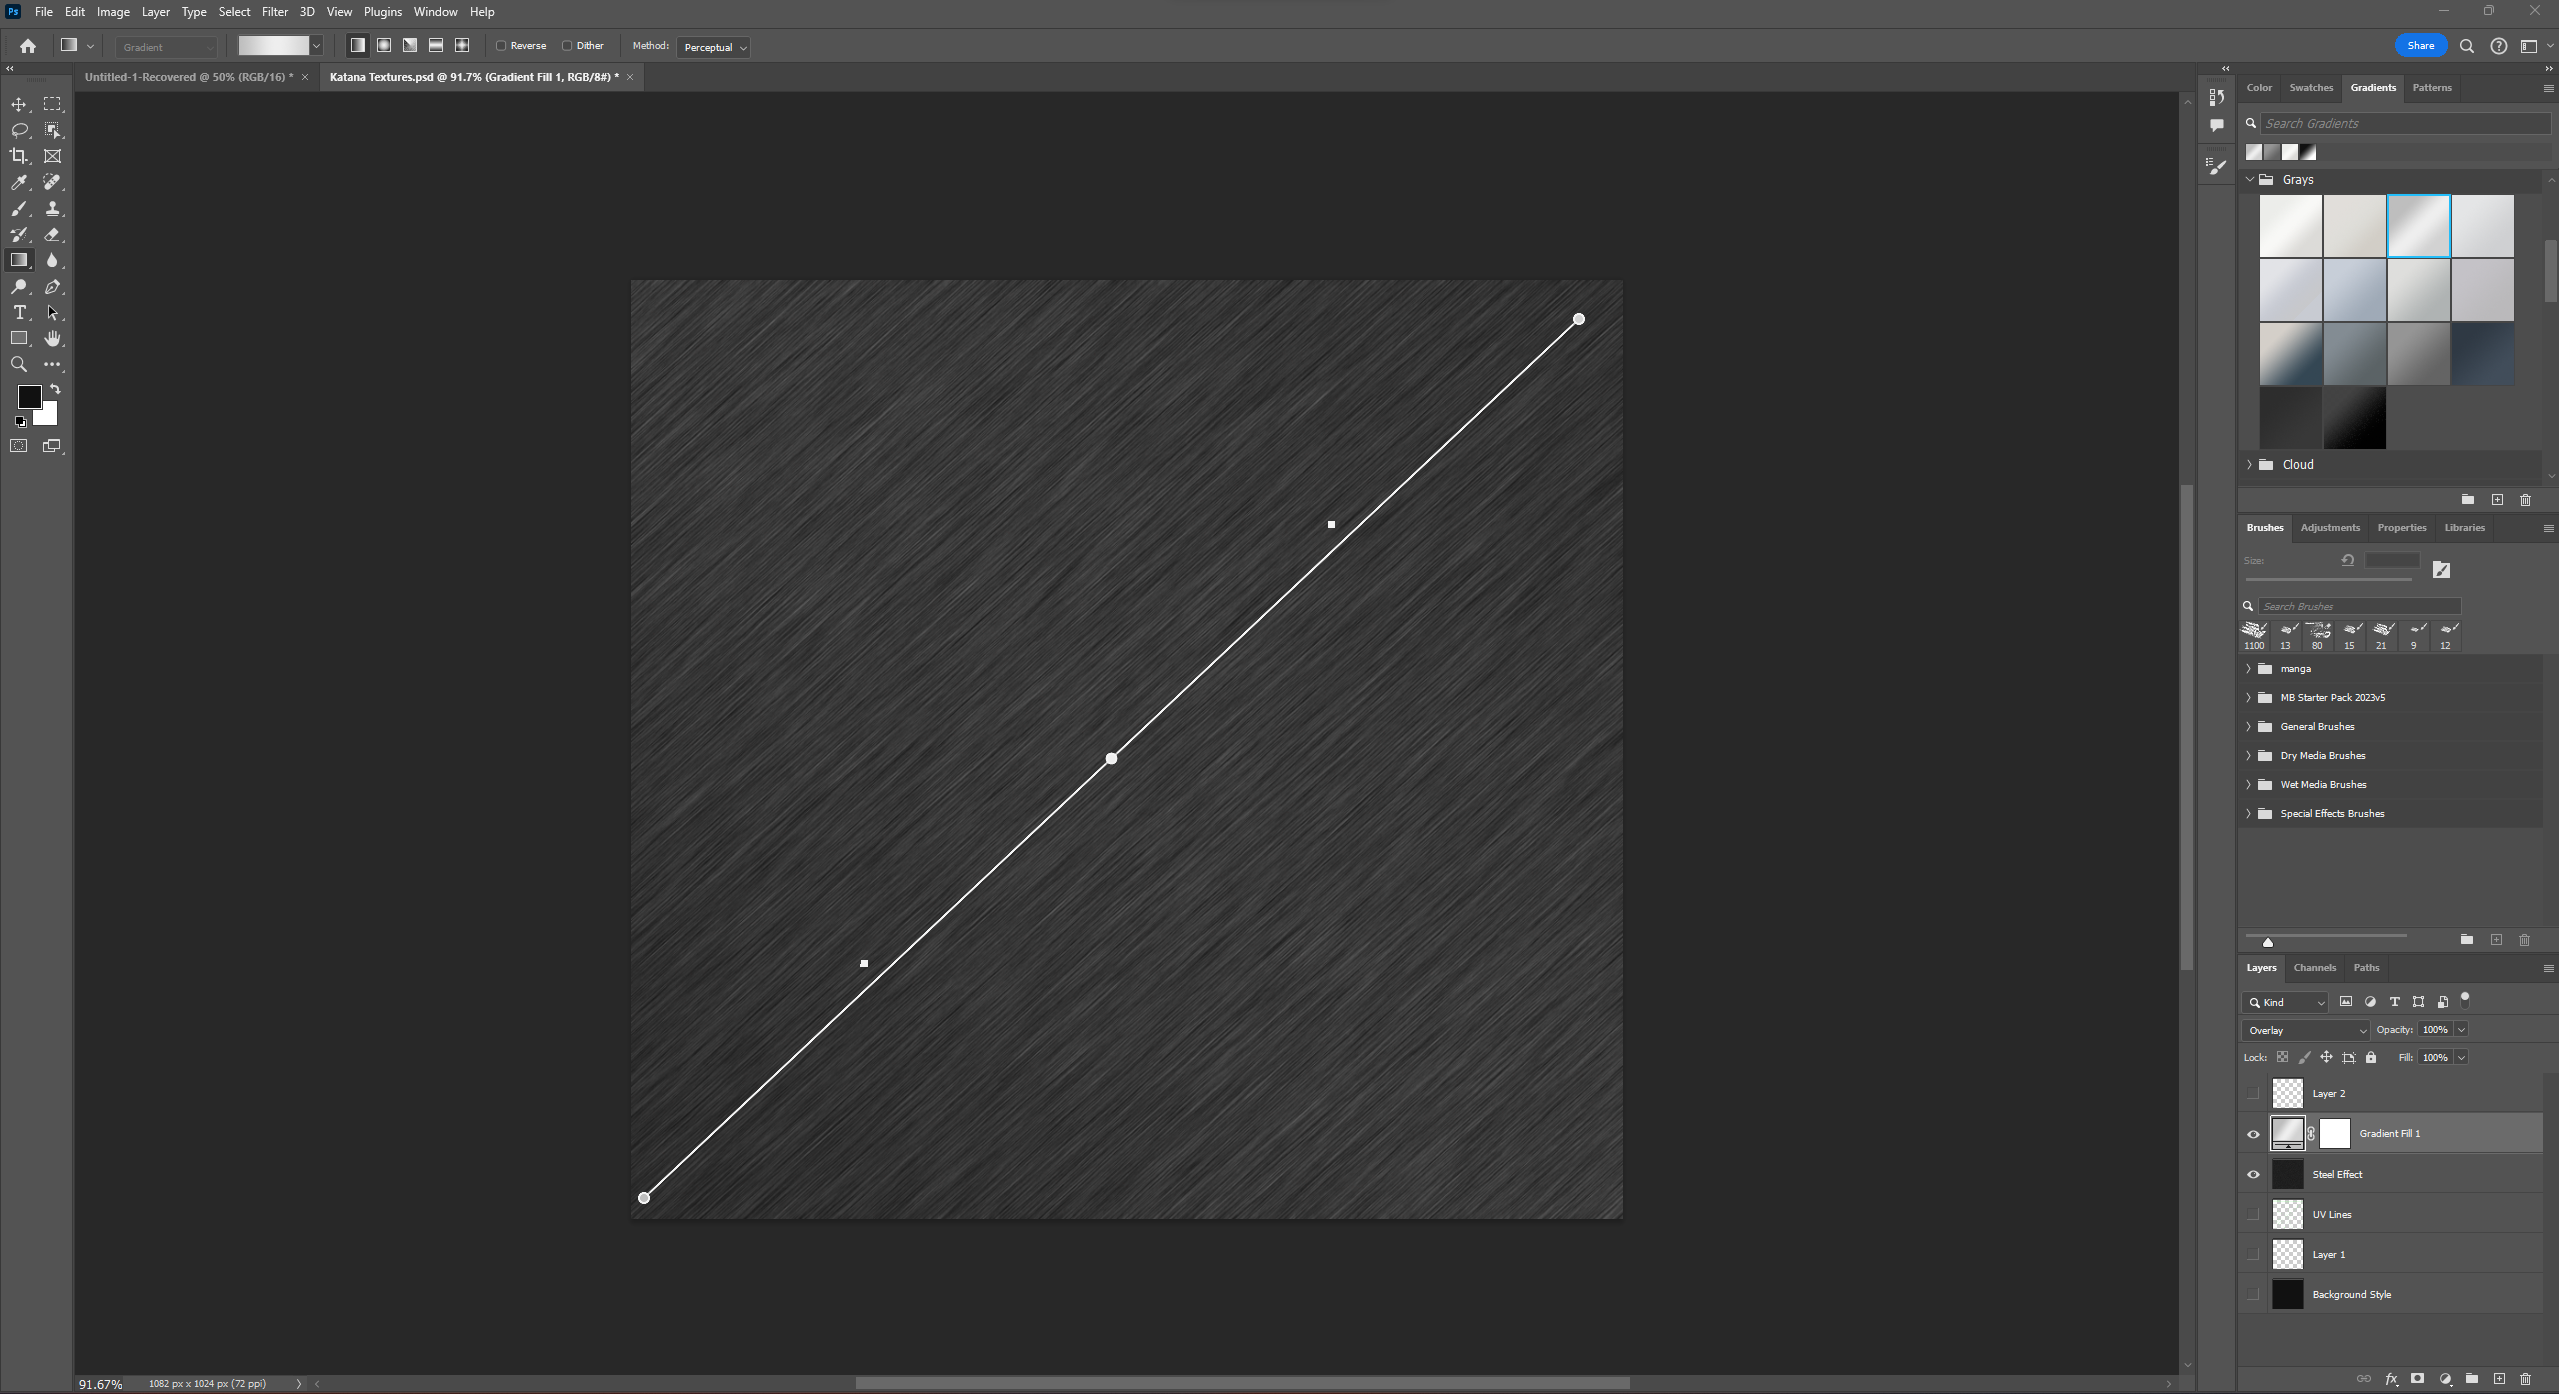 Ps File Edit Image Layer Type Select Filter 3D View Plugins Window Help
Gradient Reverse Dither Method: Perceptual Share
Untitled-1-Recovered @ 50% (RGB/16) * × Katana Textures.psd @ 91.7% (Gradient Fill 1, RGB/8#) * ×
Color Swatches Gradients Patterns
Search Gradients
Grays
Cloud
Brushes Adjustments Properties Libraries
Size:
Search Brushes
1100 13 80 15 21 9 12
manga
MB Starter Pack 2023v5
General Brushes
Dry Media Brushes
Wet Media Brushes
Special Effects Brushes
Layers Channels Paths
Kind
Overlay Opacity: 100%
Lock: Fill: 100%
Layer 2
Gradient Fill 1
Steel Effect
UV Lines
Layer 1
Background Style
fx
91.67% 1082 px x 1024 px (72 ppi)